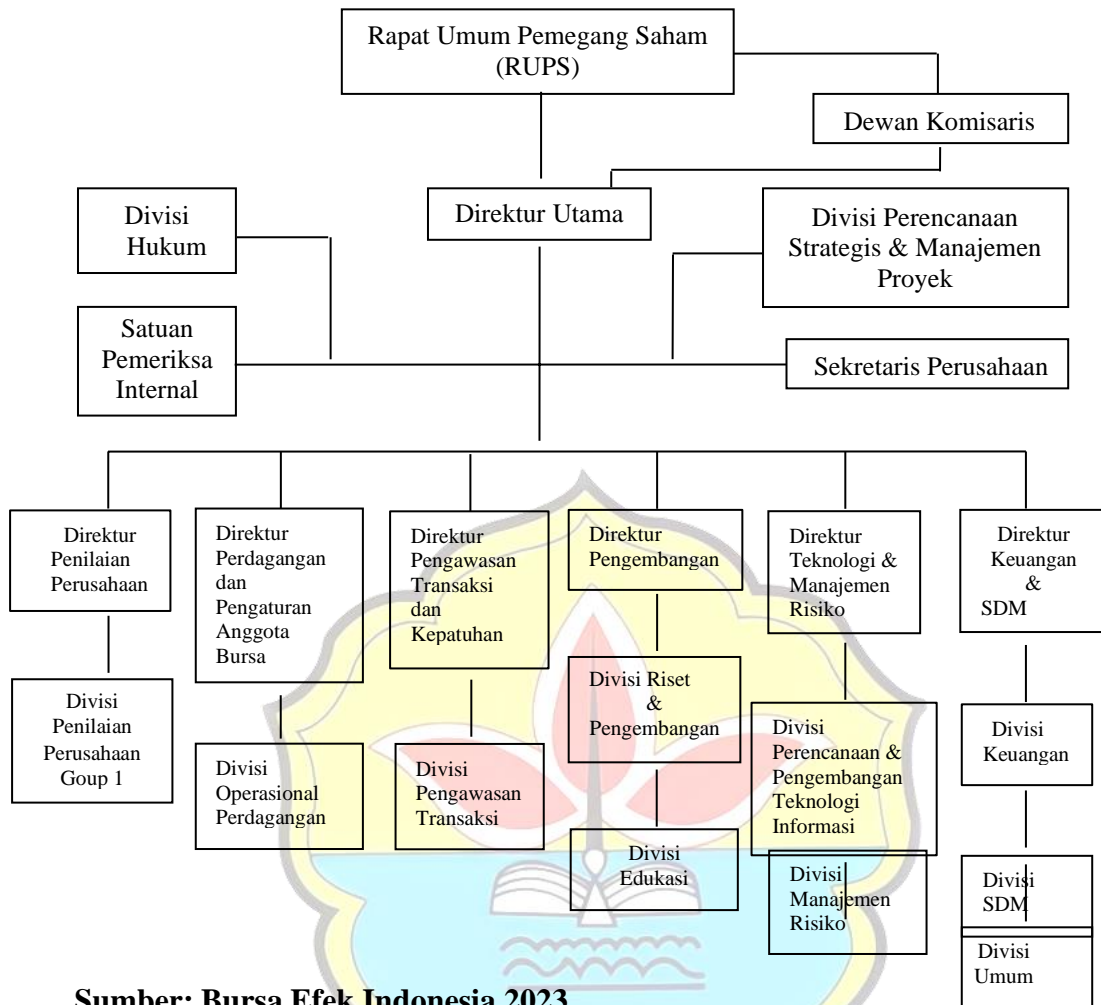 Rapat Umum Pemegang Saham
(RUPS)
Dewan Komisaris
Divisi
Hukum
Direktur Utama
Divisi Perencanaan
Strategis & Manajemen
Proyek
Satuan
Pemeriksa
Internal
Sekretaris Perusahaan
Direktur
Penilaian
Perusahaan
Direktur
Perdagangan
dan
Pengaturan
Anggota
Bursa
Direktur
Pengawasan
Transaksi
dan
Kepatuhan
Direktur
Pengembangan
Direktur
Teknologi &
Manajemen
Risiko
Direktur
Keuangan
&
SDM
Divisi
Penilaian
Perusahaan
Goup 1
Divisi
Operasional
Perdagangan
Divisi
Pengawasan
Transaksi
Divisi Riset
&
Pengembangan
Divisi
Edukasi
Divisi
Perencanaan &
Pengembangan
Teknologi
Informasi
Divisi
Manajemen
Risiko
Divisi
Keuangan
Divisi
SDM
Divisi
Umum
Sumber: Bursa Efek Indonesia 2023